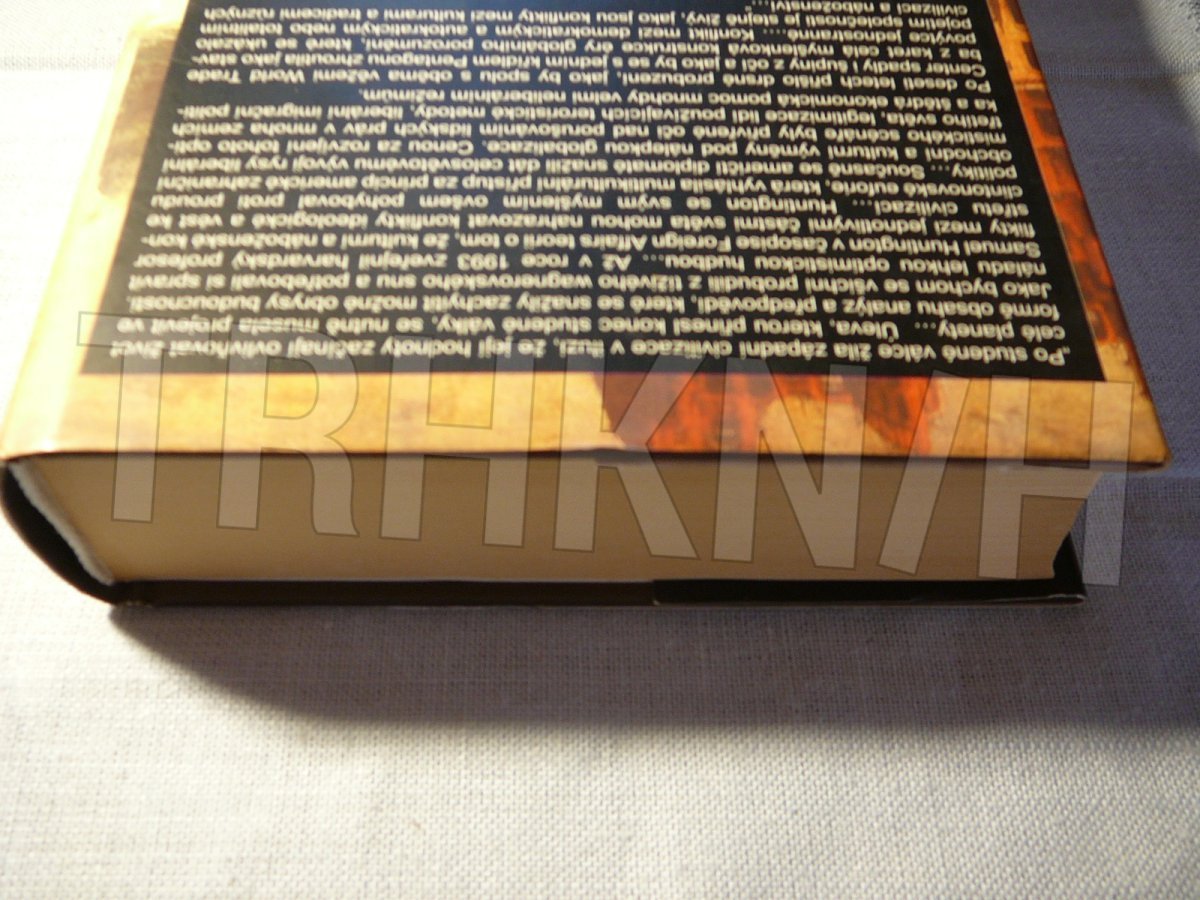 „Po studené válce žila západní civilizace v iluzi, že její hodnoty začínají ovlivňovat život
celé planety.... Úleva, kterou přinesl konec studené války, se nutně musela projevit ve
formě obsahu analýz a předpovědí, které se snažily zachytit možné obrysy budoucnosti.
Jako bychom se všichni probudili z tíživého wagnerovského snu a potřebovali si spravit
náladu lehkou optimistickou hudbou.... Až v roce 1993 zveřejnil harvardský profesor
Samuel Huntington v časopise Foreign Affairs teorii o tom, že kulturní a náboženské kon-
flikty mezi jednotlivými částmi světa mohou nahrazovat konflikty ideologické a vést ke
střetu civilizací.... Huntington se svým myšlením ovšem pohyboval proti proudu
clintonovské euforie, která vyhlásila multikulturální přístup za princip americké zahraniční
politiky.... Současně se američtí diplomaté snažili dát celosvětovému vývoji rysy liberální
obchodní a kulturní výměny pod nálepkou globalizace. Cenou za rozvíjení tohoto opti-
mistického scénáře byly přivřené oči nad porušováním lidských práv v mnoha zemích
třetího světa, legitimizace lidí používajících teroristické metody, liberální imigrační politi-
ka a štědrá ekonomická pomoc mnohdy velmi neliberálním režimům.
Po deseti letech přišlo drsné probuzení, jako by spolu s oběma věžemi World Trade
Center spadly i šupiny z očí a jako by se s jedním křídlem Pentagonu zhroutila jako stav-
ba z karet celá myšlenková konstrukce éry globálního porozumění, které se ukázalo
povýtce jednostranné.... Konflikt mezi demokratickým a autokratickým nebo totalitním
pojetím společnosti je stejně živý, jako jsou konflikty mezi kulturami a tradicemi různých
civilizací a náboženství...“
TRHKNIH